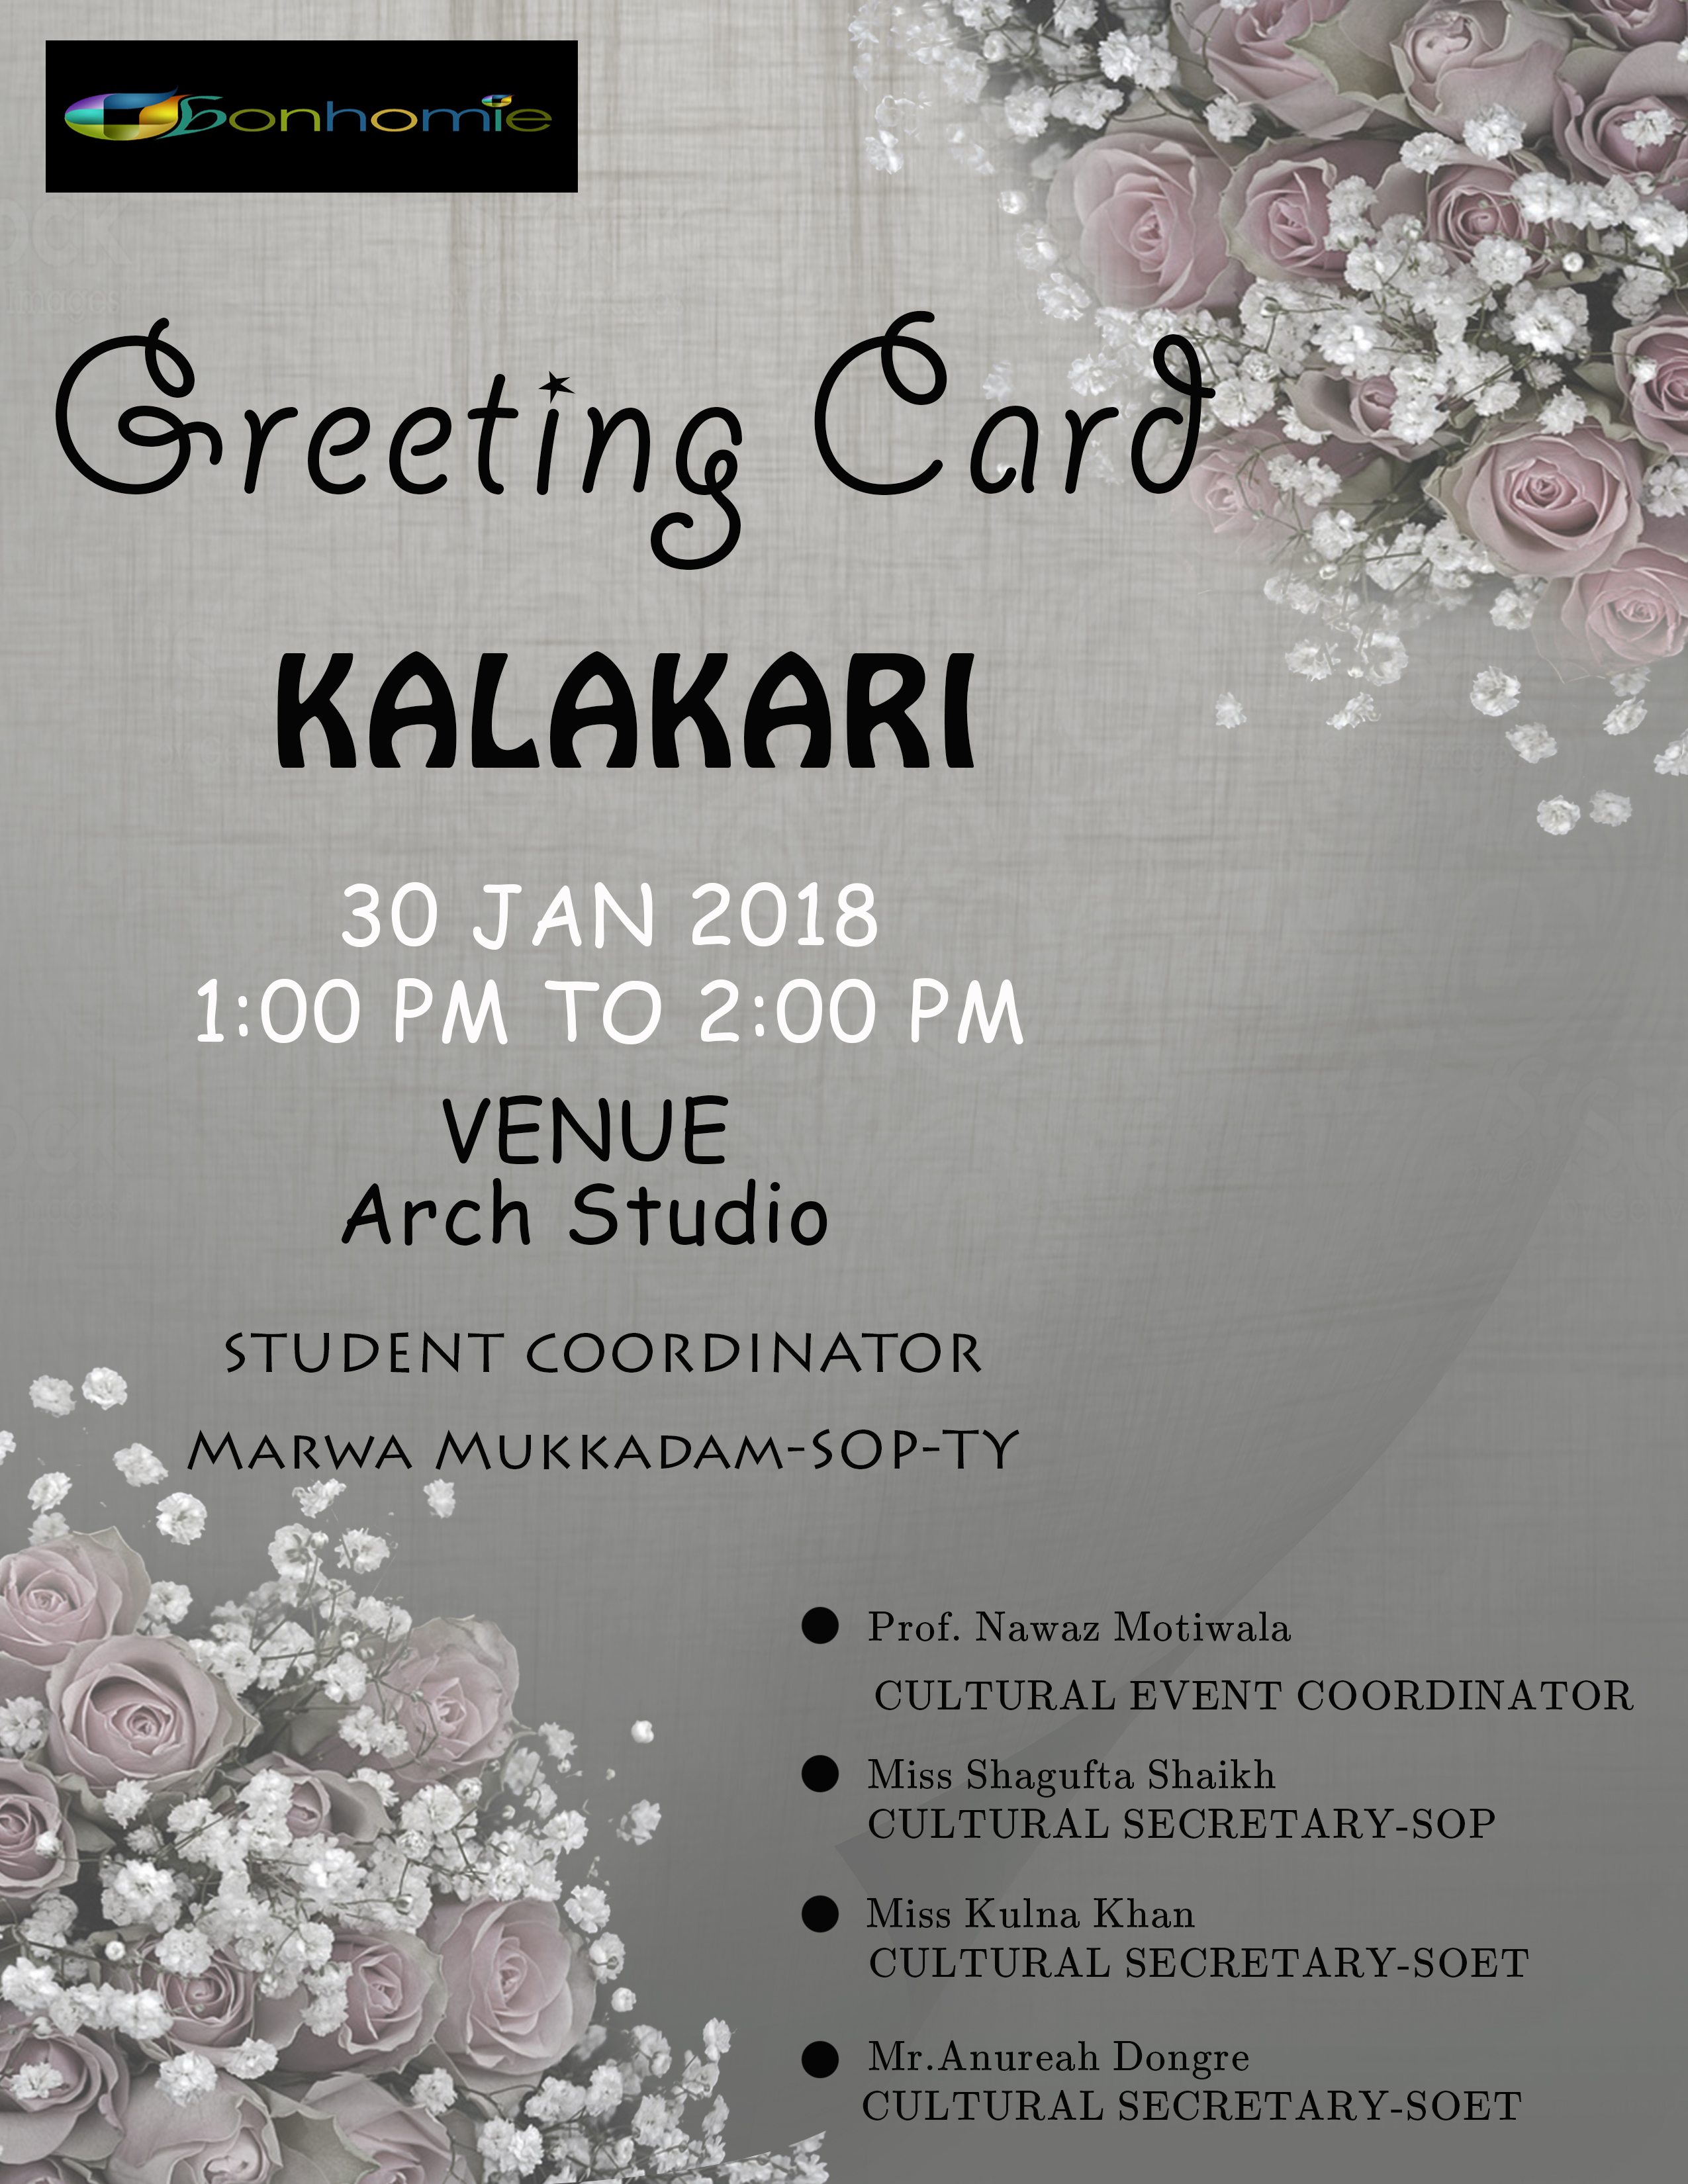 bonhomie
Greeting Card
KALAKARI
30 JAN 2018
1:00 PM TO 2:00 PM
VENUE
Arch Studio
STUDENT COORDINATOR
MARWA MUKKADAM-SOP-TY
Prof. Nawaz Motiwala
CULTURAL EVENT COORDINATOR
Miss Shagufta Shaikh
CULTURAL SECRETARY-SOP
Miss Kulna Khan
CULTURAL SECRETARY-SOET
Mr.Anureah Dongre
CULTURAL SECRETARY-SOET